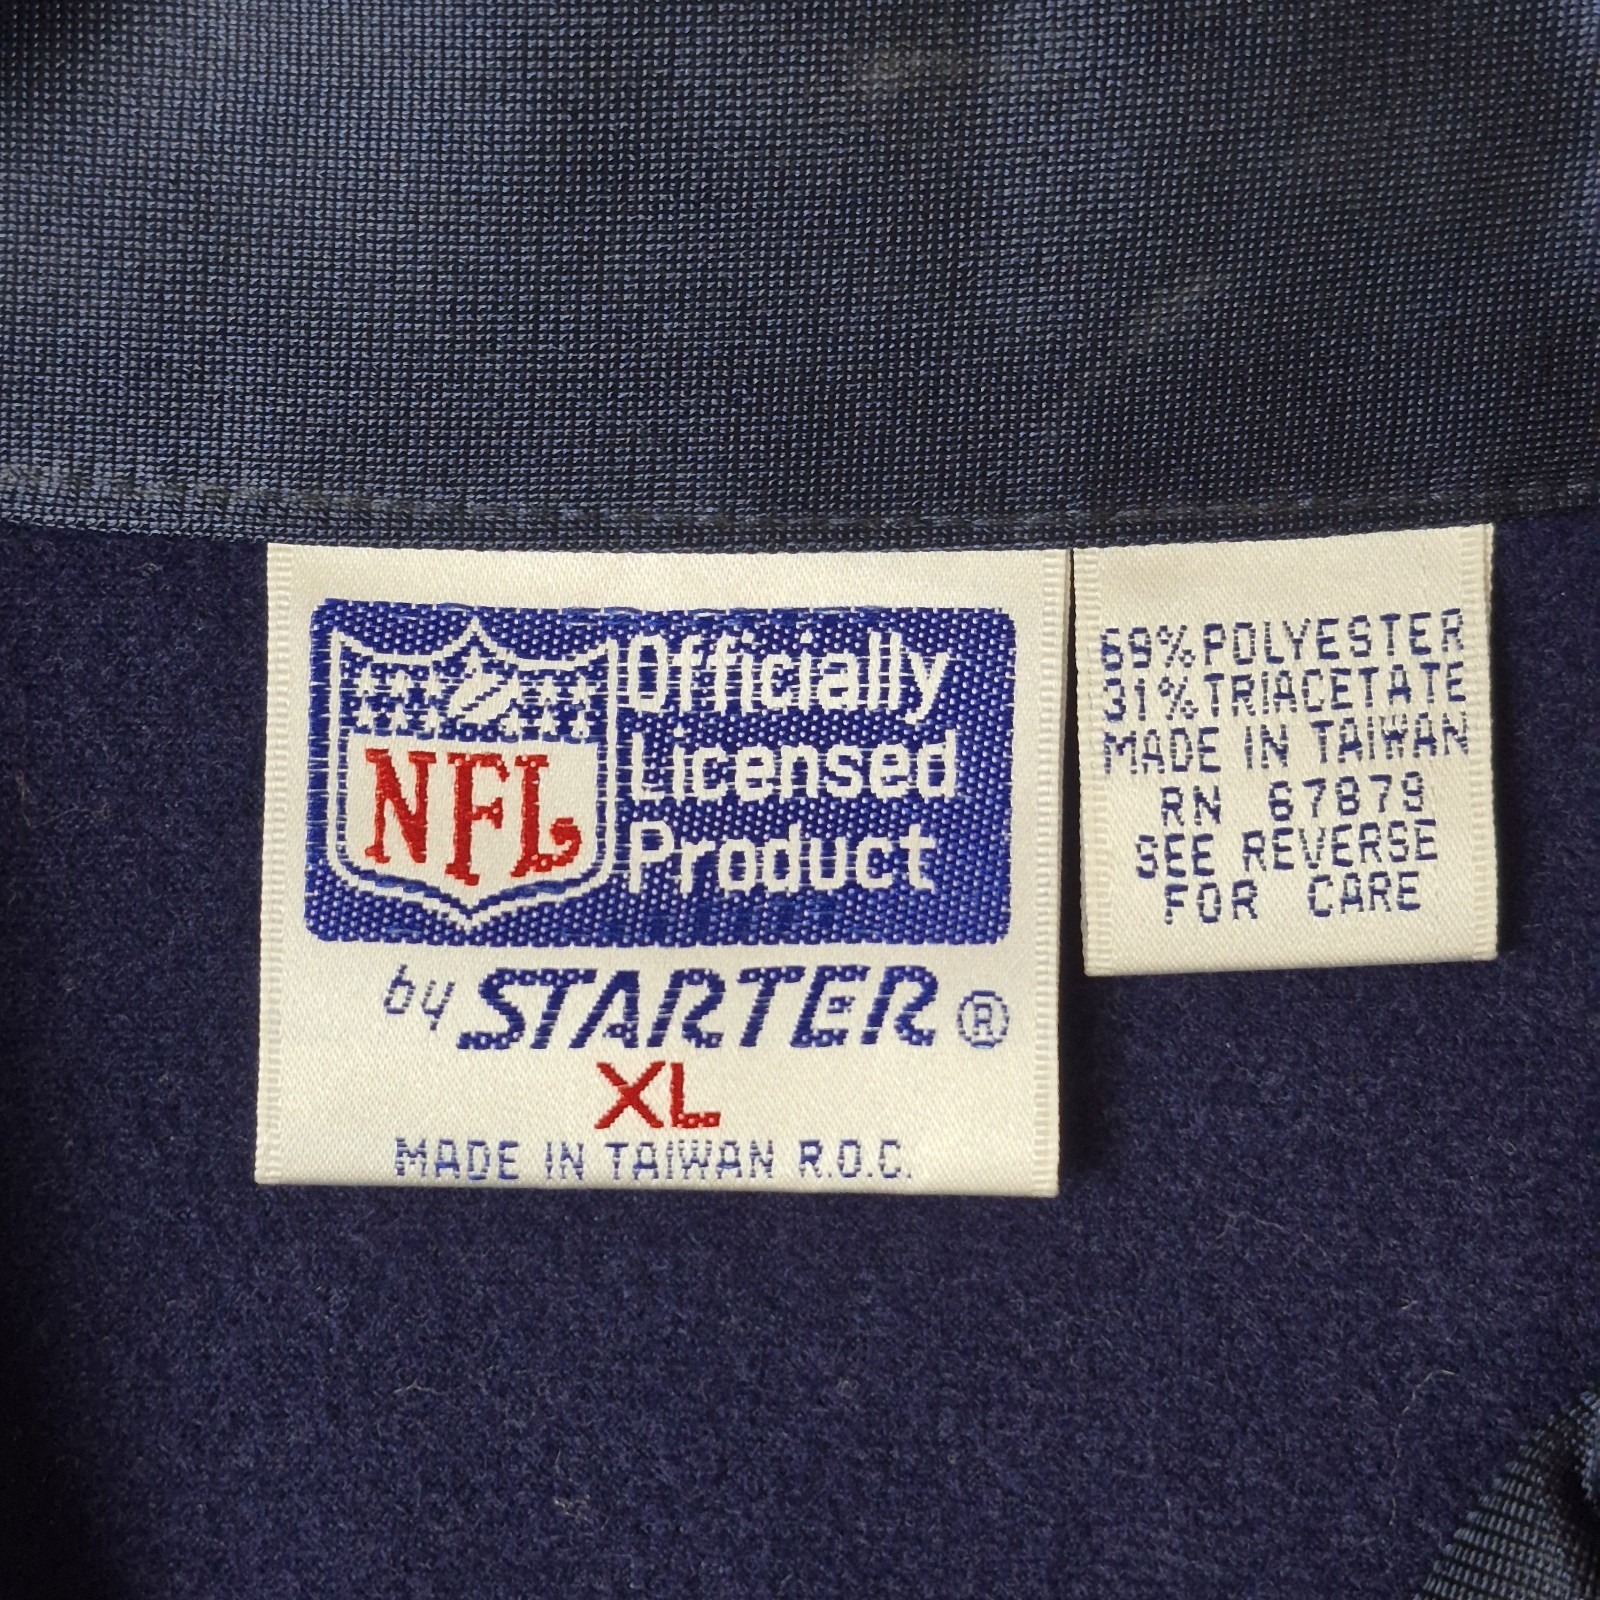 NFL
Officially
Licensed
Product
by STARTER ®
XL
MADE IN TAIWAN R.O.C.
69% POLYESTER
31% TRIACETATE
MADE IN TAIWAN
RN 67879
SEE REVERSE
FOR CARE